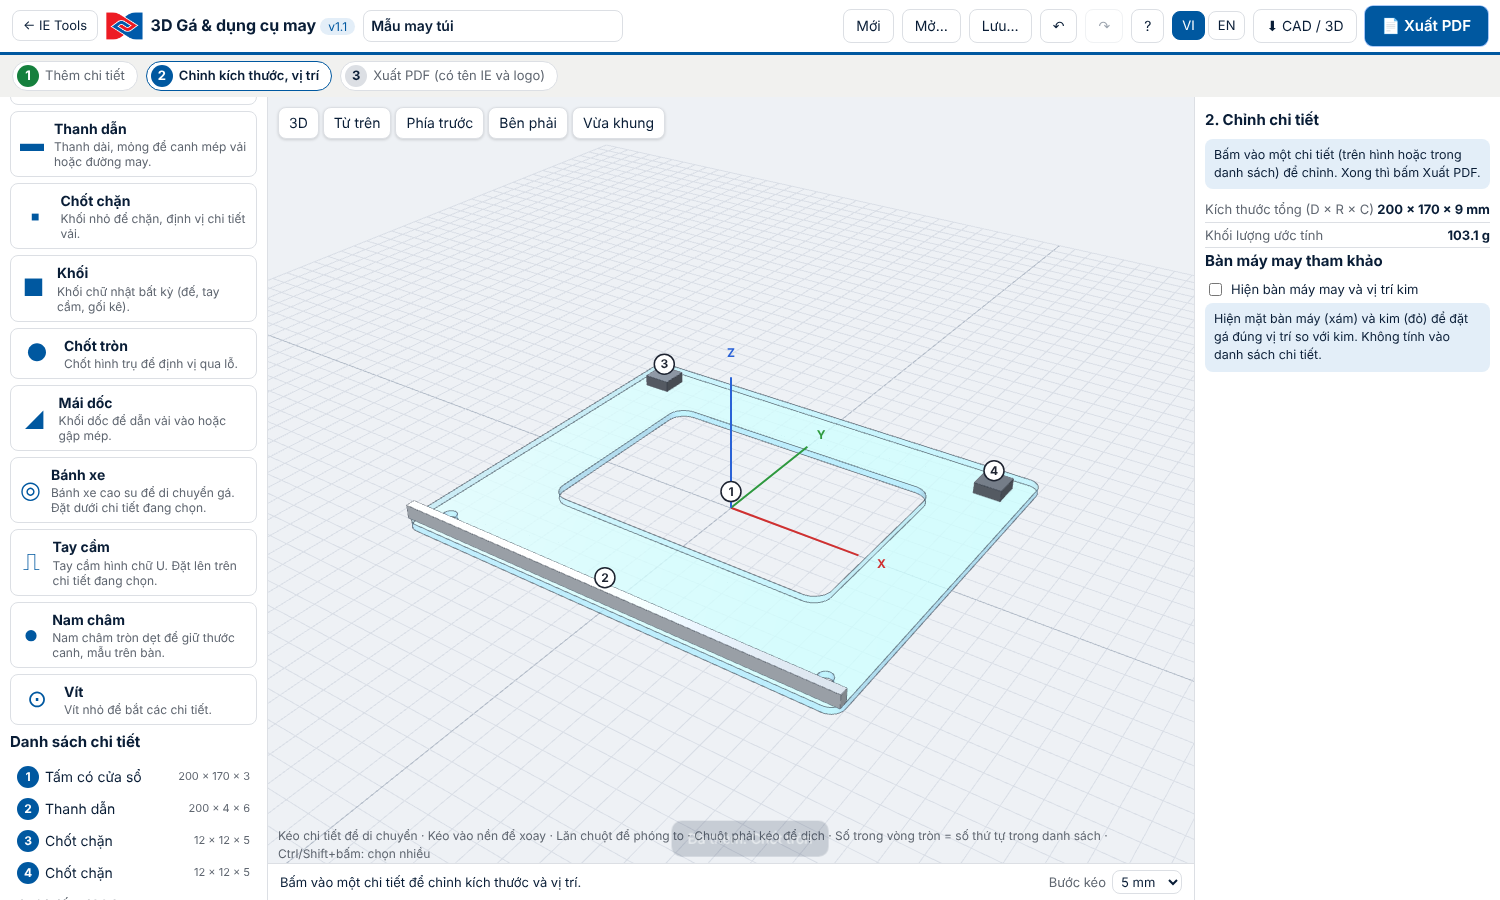 ← IE Tools
3D Gá & dụng cụ may v1.1
Mẫu may túi
Mới
Mở...
Lưu...
↶
↷
?
VI
EN
⬇ CAD / 3D
📄 Xuất PDF
1 Thêm chi tiết
2 Chỉnh kích thước, vị trí
3 Xuất PDF (có tên IE và logo)
Thanh dẫn
Thanh dài, mỏng để canh mép vải
hoặc đường may.
Chốt chặn
Khối nhỏ để chặn, định vị chi tiết
vải.
Khối
Khối chữ nhật bất kỳ (đế, tay
cầm, gối kê).
Chốt tròn
Chốt hình trụ để định vị qua lỗ.
Mái dốc
Khối dốc để dẫn vải vào hoặc
gập mép.
Bánh xe
Bánh xe cao su để di chuyển gá.
Đặt dưới chi tiết đang chọn.
Tay cầm
Tay cầm hình chữ U. Đặt lên trên
chi tiết đang chọn.
Nam châm
Nam châm tròn dẹt để giữ thước
canh, mẫu trên bàn.
Vít
Vít nhỏ để bắt các chi tiết.
Danh sách chi tiết
1 Tấm có cửa sổ 200 × 170 × 3
2 Thanh dẫn 200 × 4 × 6
3 Chốt chặn 12 × 12 × 5
4 Chốt chặn 12 × 12 × 5
3D
Từ trên
Phía trước
Bên phải
Vừa khung
Z
3
Y
4
1
X
2
Kéo chi tiết để di chuyển · Kéo vào nền để xoay · Lăn chuột để phóng to · Chuột phải kéo để dịch · Số trong vòng tròn = số thứ tự trong danh sách ·
Ctrl/Shift+bấm: chọn nhiều
Bấm vào một chi tiết để chỉnh kích thước và vị trí.
Bước kéo 5 mm
2. Chỉnh chi tiết
Bấm vào một chi tiết (trên hình hoặc trong
danh sách) để chỉnh. Xong thì bấm Xuất PDF.
Kích thước tổng (D × R × C) 200 × 170 × 9 mm
Khối lượng ước tính 103.1 g
Bàn máy may tham khảo
Hiện bàn máy may và vị trí kim
Hiện mặt bàn máy (xám) và kim (đỏ) để đặt
gá đúng vị trí so với kim. Không tính vào
danh sách chi tiết.